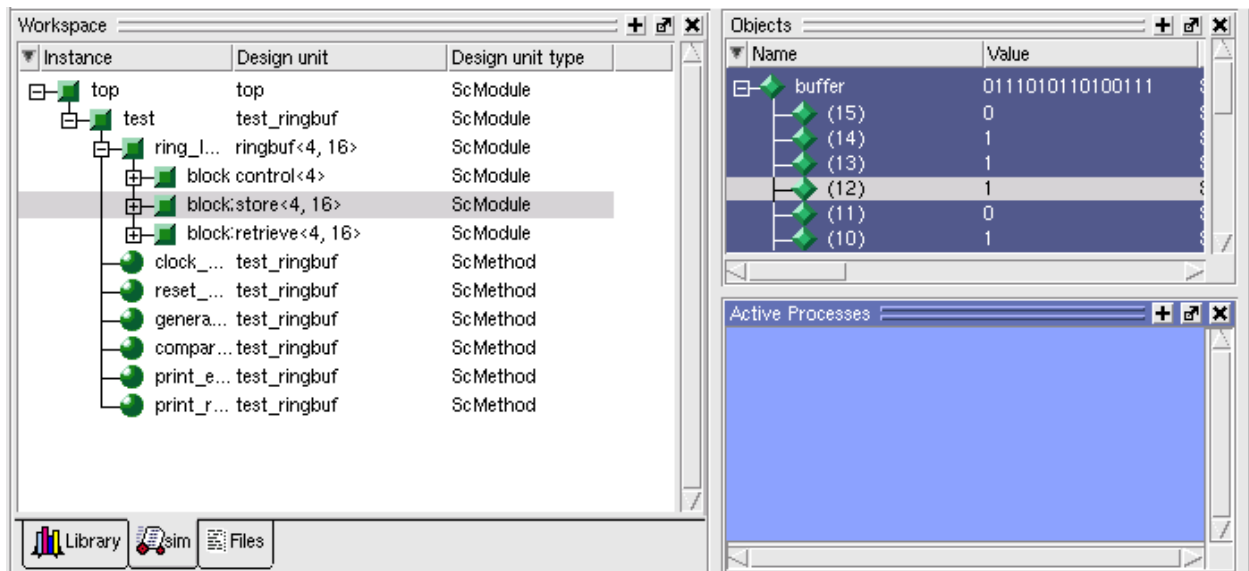 Workspace
Instance Design unit Design unit type
top top ScModule
test test_ringbuf ScModule
ring_l... ringbuf<4, 16> ScModule
block control<4> ScModule
block: store<4, 16> ScModule
block: retrieve<4, 16> ScModule
clock_... test_ringbuf ScMethod
reset_... test_ringbuf ScMethod
genera... test_ringbuf ScMethod
compar... test_ringbuf ScMethod
print_e... test_ringbuf ScMethod
print_r... test_ringbuf ScMethod
Library sim Files
Objects
Name Value
buffer 0111010110100111
(15) 0
(14) 1
(13) 1
(12) 1
(11) 0
(10) 1
Active Processes